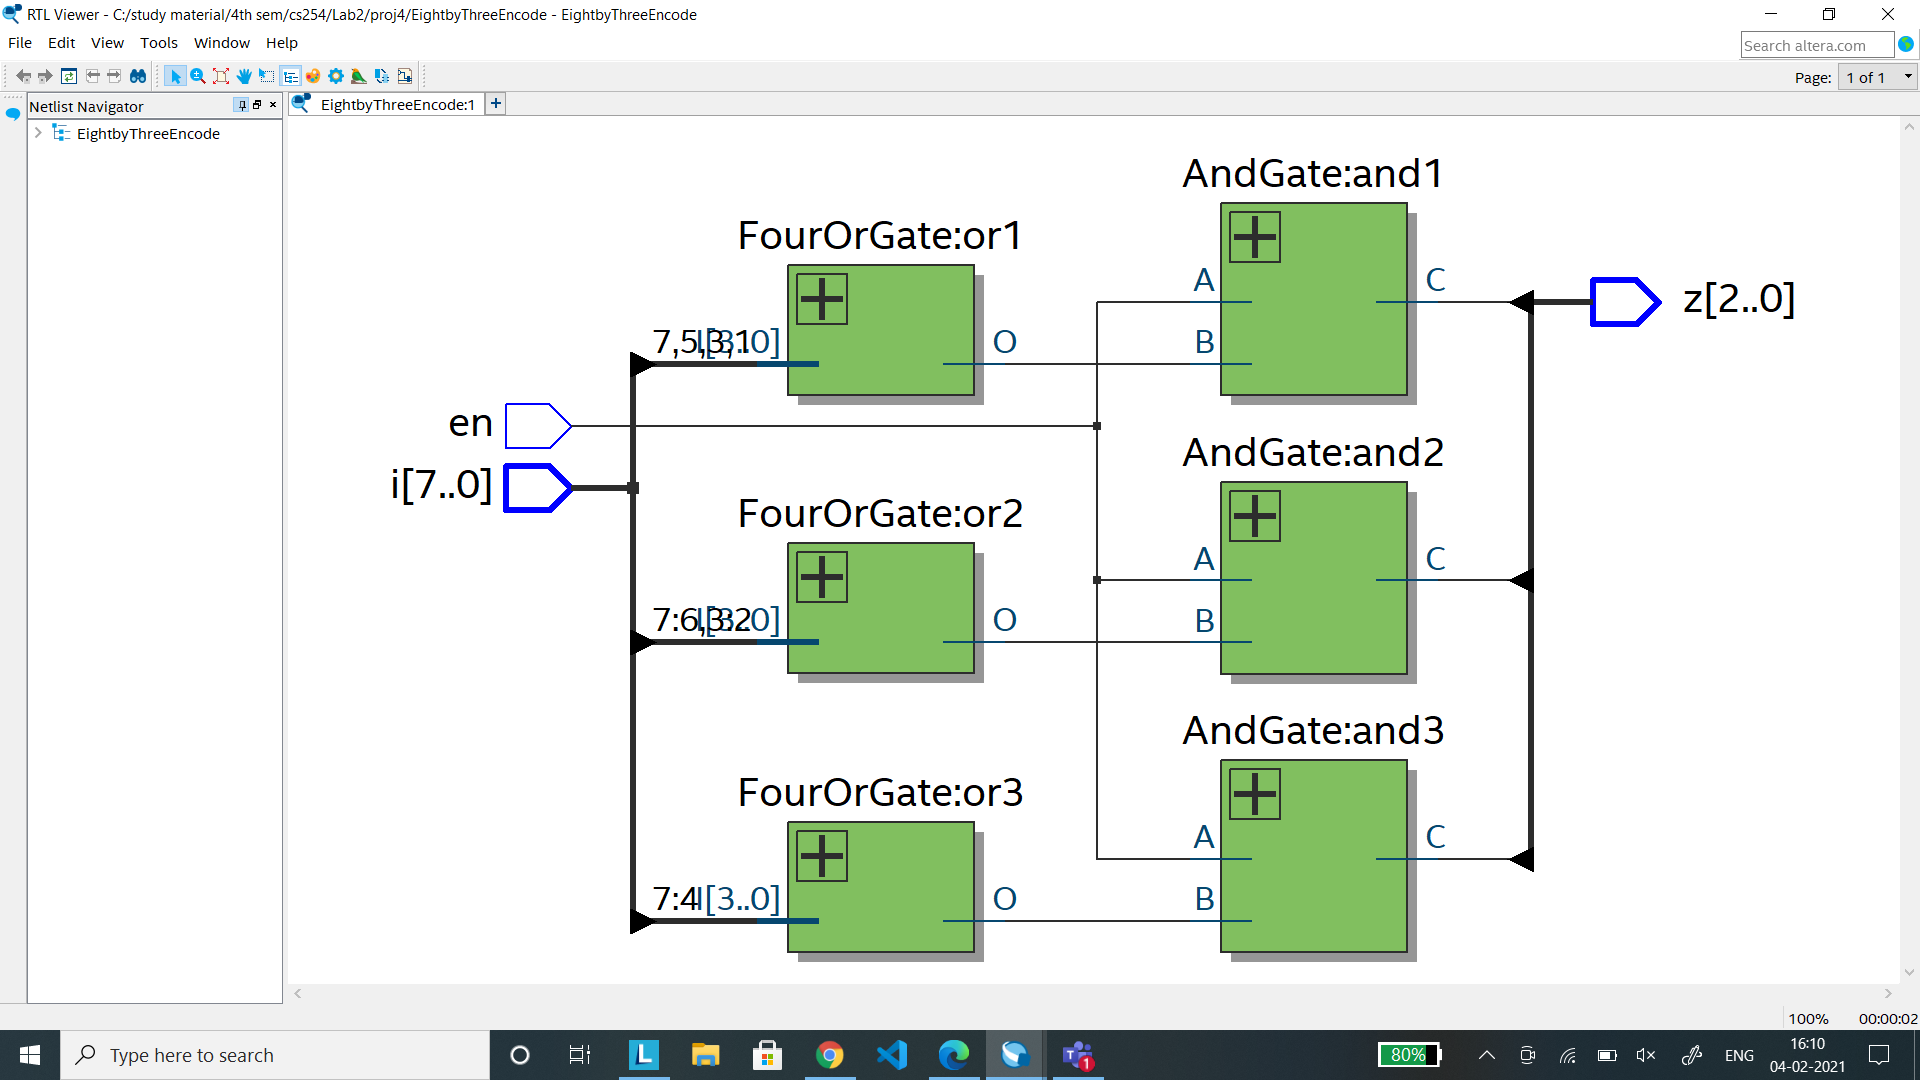 RTL Viewer - C:/study material/4th sem/cs254/Lab2/proj4/EightbyThreeEncode - EightbyThreeEncode
File Edit View Tools Window Help
Search altera.com
Page: 1 of 1
Netlist Navigator
EightbyThreeEncode:1
EightbyThreeEncode
AndGate:and1
FourOrGate:or1
A
C
z[2..0]
7,5,3,1
I[3..0]
O
B
en
i[7..0]
AndGate:and2
FourOrGate:or2
A
C
7:6,3:2
I[3..0]
O
B
AndGate:and3
FourOrGate:or3
A
C
7:4
I[3..0]
O
B
100% 00:00:02
Type here to search
L
1
80%
ENG
16:10
04-02-2021